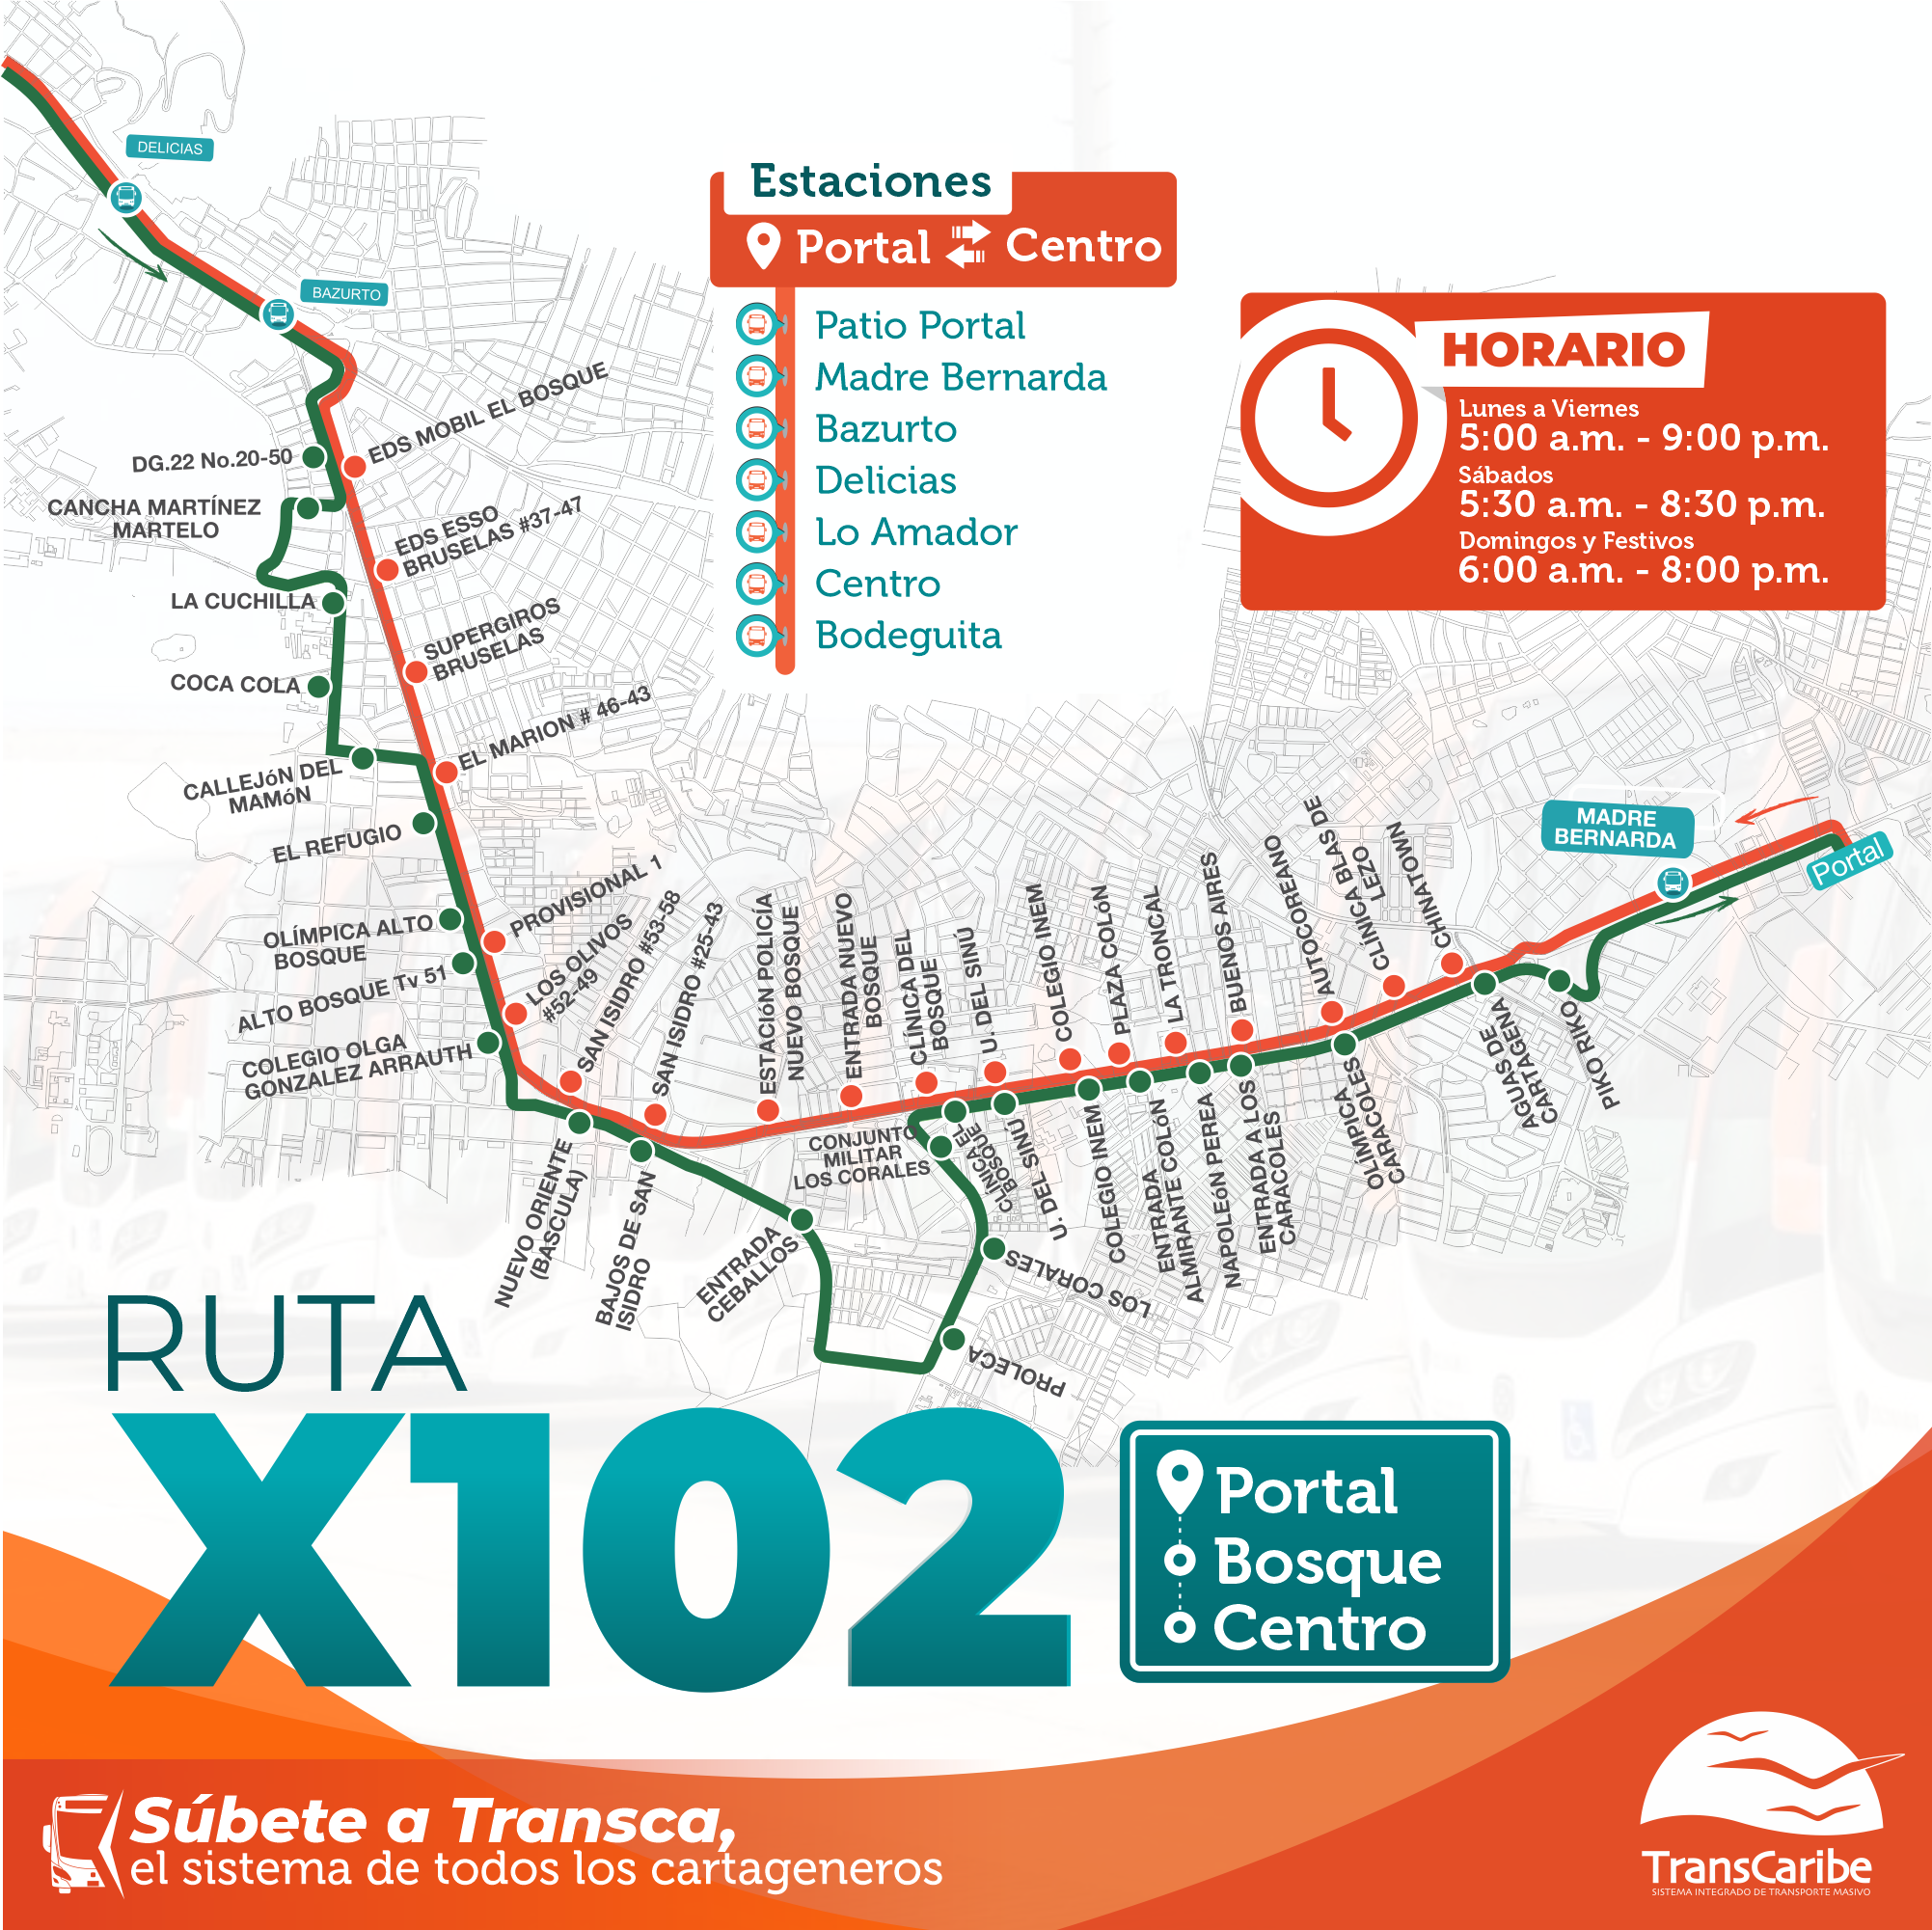 DELICIAS
BAZURTO
Estaciones
Portal Centro
Patio Portal
Madre Bernarda
Bazurto
Delicias
Lo Amador
Centro
Bodeguita
HORARIO
Lunes a Viernes
5:00 a.m. - 9:00 p.m.
Sábados
5:30 a.m. - 8:30 p.m.
Domingos y Festivos
6:00 a.m. - 8:00 p.m.
EDS MOBIL EL BOSQUE
DG.22 No.20-50
CANCHA MARTÍNEZ
MARTELO
EDS ESSO
BRUSELAS #37-47
LA CUCHILLA
SUPERGIROS
BRUSELAS
COCA COLA
EL MARION # 46-43
CALLEJóN DEL
MAMóN
EL REFUGIO
PROVISIONAL 1
OLÍMPICA ALTO
BOSQUE
LOS OLIVOS
#52-49
ALTO BOSQUE Tv 51
SAN ISIDRO #53-58
COLEGIO OLGA
GONZALEZ ARRAUTH
SAN ISIDRO #25-43
ESTACIóN POLICÍA
NUEVO BOSQUE
ENTRADA NUEVO
BOSQUE
CLÍNICA DEL
BOSQUE
U. DEL SINÚ
COLEGIO INEM
PLAZA COLóN
LA TRONCAL
BUENOS AIRES
AUTOCOREANO
CLÍNICA BLAS DE
LEZO
CHINATOWN
MADRE
BERNARDA
Portal
NUEVO ORIENTE
(BASCULA)
BAJOS DE SAN
ISIDRO
ENTRADA
CEBALLOS
CONJUNTO
MILITAR
LOS CORALES
CLÍNICA EL
BOSQUE
U. DEL SINÚ
LOS CORALES
PROLECA
COLEGIO INEM
ENTRADA
ALMIRANTE COLóN
NAPOLEóN PEREA
ENTRADA A LOS
CARACOLES
OLÍMPICA
CARACOLES
AGUAS DE
CARTAGENA
PIKO RIKO
RUTA
X102
Portal
Bosque
Centro
Súbete a Transca,
el sistema de todos los cartageneros
TransCaribe
SISTEMA INTEGRADO DE TRANSPORTE MASIVO